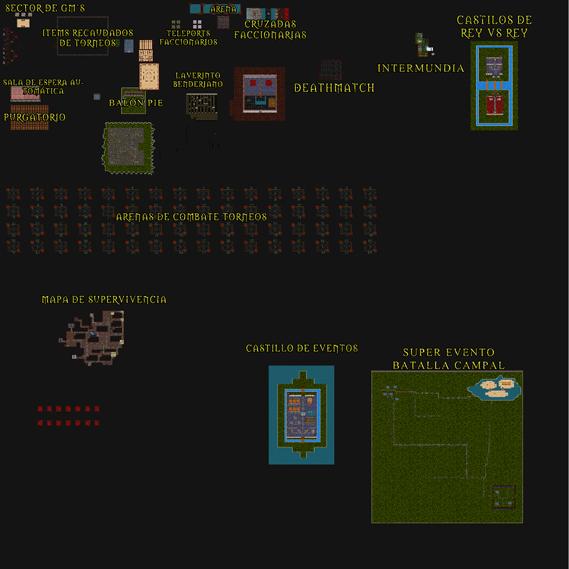 SECTOR DE GM'S
ARENA
CRUZADAS
FACCIONARIAS
CASTILOS DE
REY VS REY
ITEMS RECAUDADOS
DE TORNEOS
TELEPORTS
FACCIONARIOS
INTERMUNDIA
SALA DE ESPERA AU-
TOMÁTICA
LAVERINTO
BENDERIANO
DEATHMATCH
BALON PIE
PURGATORIO
ARENAS DE COMBATE TORNEOS
MAPA DE SUPERVIVENCIA
CASTILLO DE EVENTOS
SUPER EVENTO
BATALLA CAMPAL